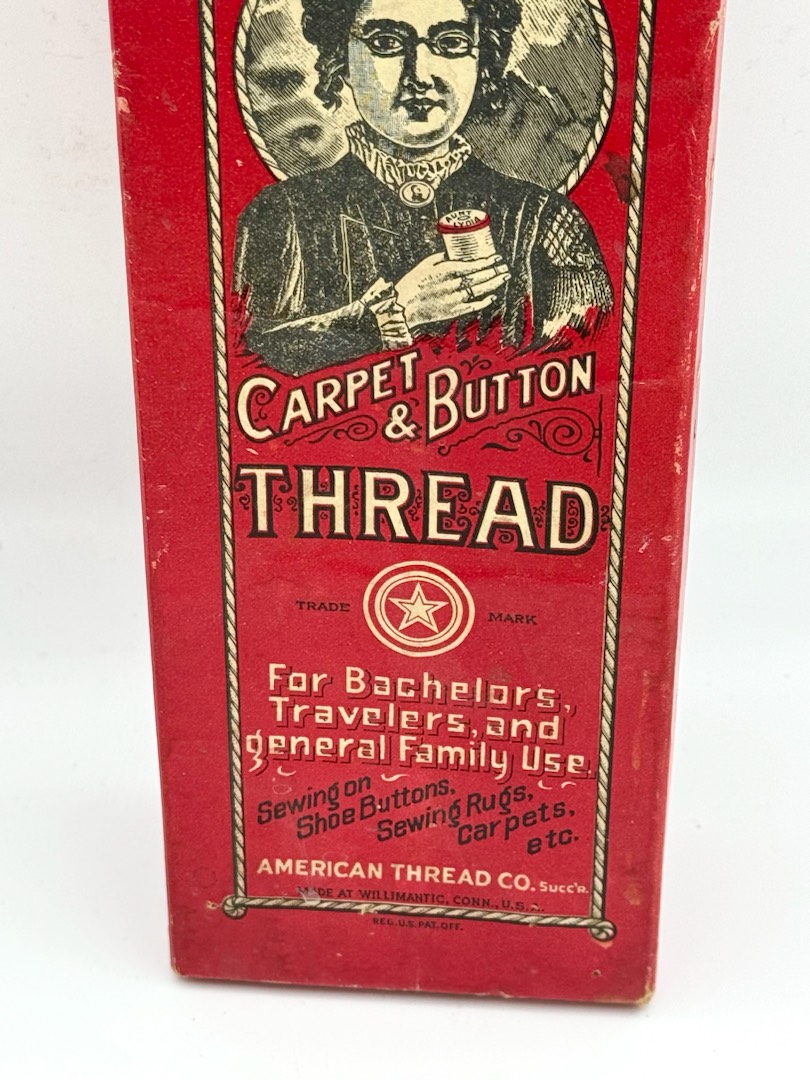 AUNT
LYDIA
CARPET
& BUTTON
THREAD
TRADE MARK
For Bachelors,
Travelers, and
general Family Use.
Sewing on
Shoe Buttons,
Sewing Rugs,
Carpets,
etc.
AMERICAN THREAD CO. SUCC'R.
MADE AT WILLIMANTIC, CONN., U.S.A.
REG. U.S. PAT. OFF.